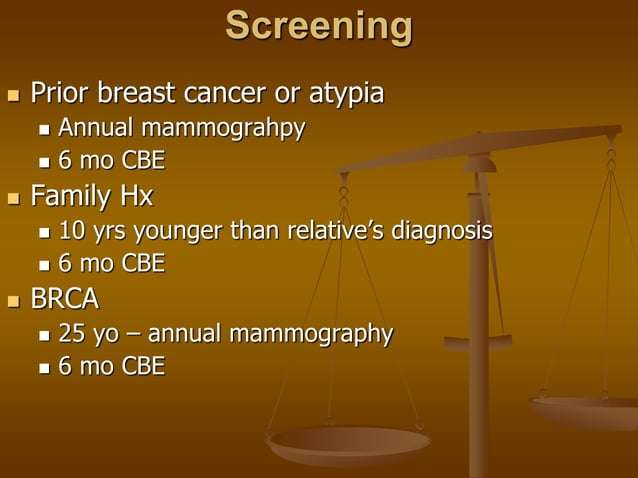 Screening
Prior breast cancer or atypia
Annual mammograhpy
6 mo CBE
Family Hx
10 yrs younger than relative's diagnosis
6 mo CBE
BRCA
25 yo – annual mammography
6 mo CBE